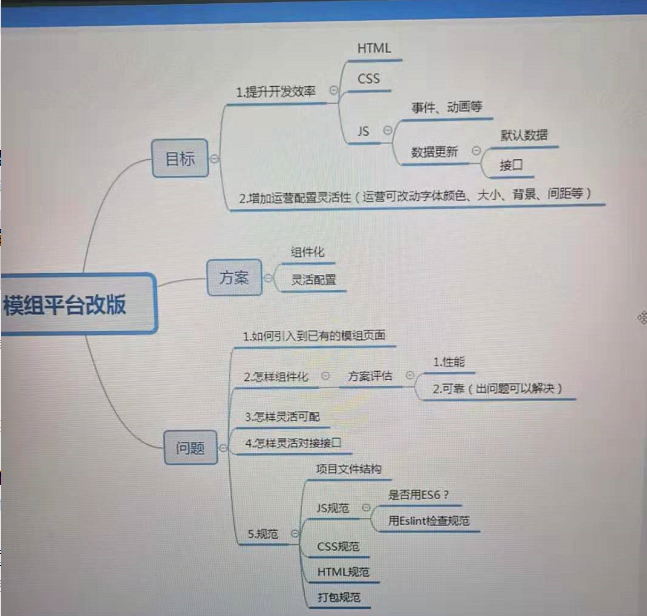 模组平台改版
目标
1.提升开发效率
HTML
CSS
JS
事件、动画等
数据更新
默认数据
接口
2.增加运营配置灵活性（运营可改动字体颜色、大小、背景、间距等）
方案
组件化
灵活配置
问题
1.如何引入到已有的模组页面
2.怎样组件化
方案评估
1.性能
2.可靠（出问题可以解决）
3.怎样灵活可配
4.怎样灵活对接接口
5.规范
项目文件结构
JS规范
是否用ES6？
用Eslint检查规范
CSS规范
HTML规范
打包规范